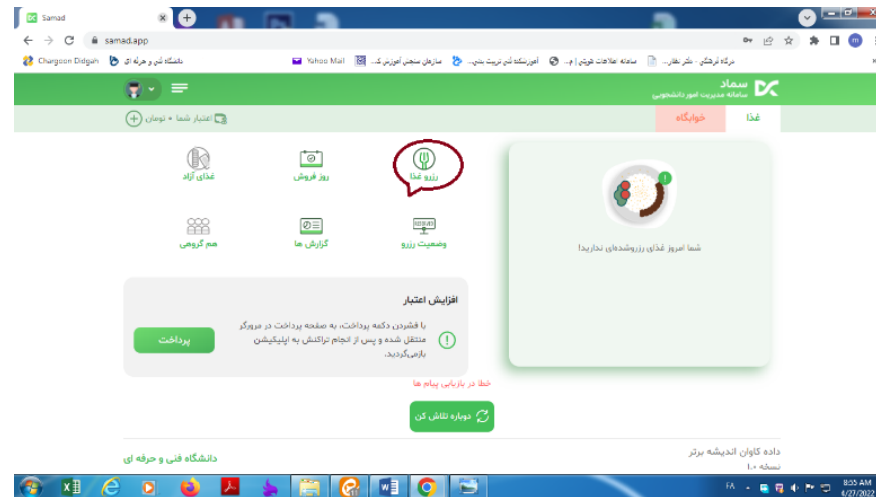 Samad
samad.app
Chargoon Didgah
دانشگاه فنی و حرفه ای
Yahoo Mail
سازمان سنجش آموزش ک...
سماد
سامانه مدیریت امور دانشجویی
اعتبار شما ۰ تومان
خوابگاه
غذا
رزرو غذا
روز فروش
غذای آزاد
وضعیت رزرو
گزارش ها
هم گروهی
شما امروز غذای رزروشده‌ای ندارید!
افزایش اعتبار
با فشردن دکمه پرداخت، به صفحه پرداخت در مرورگر
منتقل شده و پس از انجام تراکنش به اپلیکیشن
بازمی‌گردید.
پرداخت
خطا در بازیابی پیام ها
دوباره تلاش کن
داده کاوان اندیشه برتر
نسخه ۱.۰
دانشگاه فنی و حرفه ای
FA
8:55 AM
4/27/2022